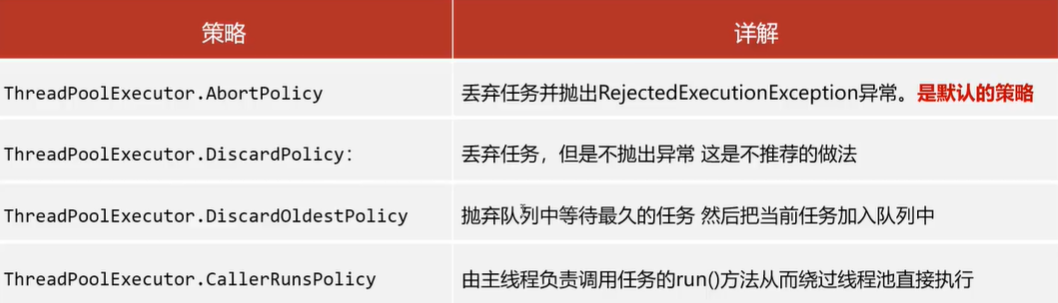 策略 详解
ThreadPoolExecutor.AbortPolicy 丢弃任务并抛出RejectedExecutionException异常。是默认的策略
ThreadPoolExecutor.DiscardPolicy： 丢弃任务，但是不抛出异常 这是不推荐的做法
ThreadPoolExecutor.DiscardOldestPolicy 抛弃队列中等待最久的任务 然后把当前任务加入队列中
ThreadPoolExecutor.CallerRunsPolicy 由主线程负责调用任务的run()方法从而绕过线程池直接执行